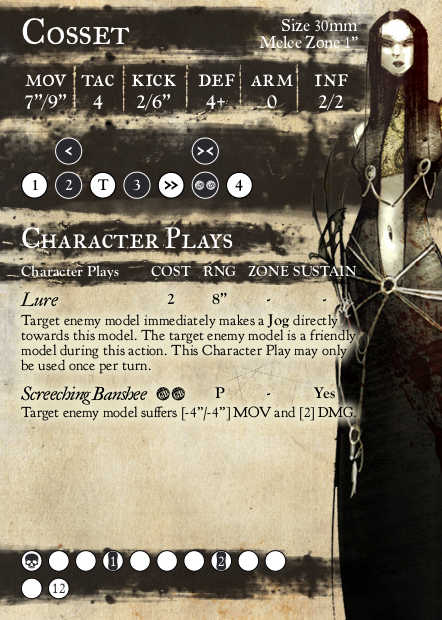 Cosset
Size 30mm
Melee Zone 1"
MOV TAC KICK DEF ARM INF
7"/9" 4 2/6" 4+ 0 2/2
< ><
1 2 T 3 >> 4
Character Plays
Character Plays COST RNG ZONE SUSTAIN
Lure 2 8" - -
Target enemy model immediately makes a Jog directly
towards this model. The target enemy model is a friendly
model during this action. This Character Play may only
be used once per turn.
Screeching Banshee P - Yes
Target enemy model suffers [-4"/-4"] MOV and [2] DMG.
1 2
12